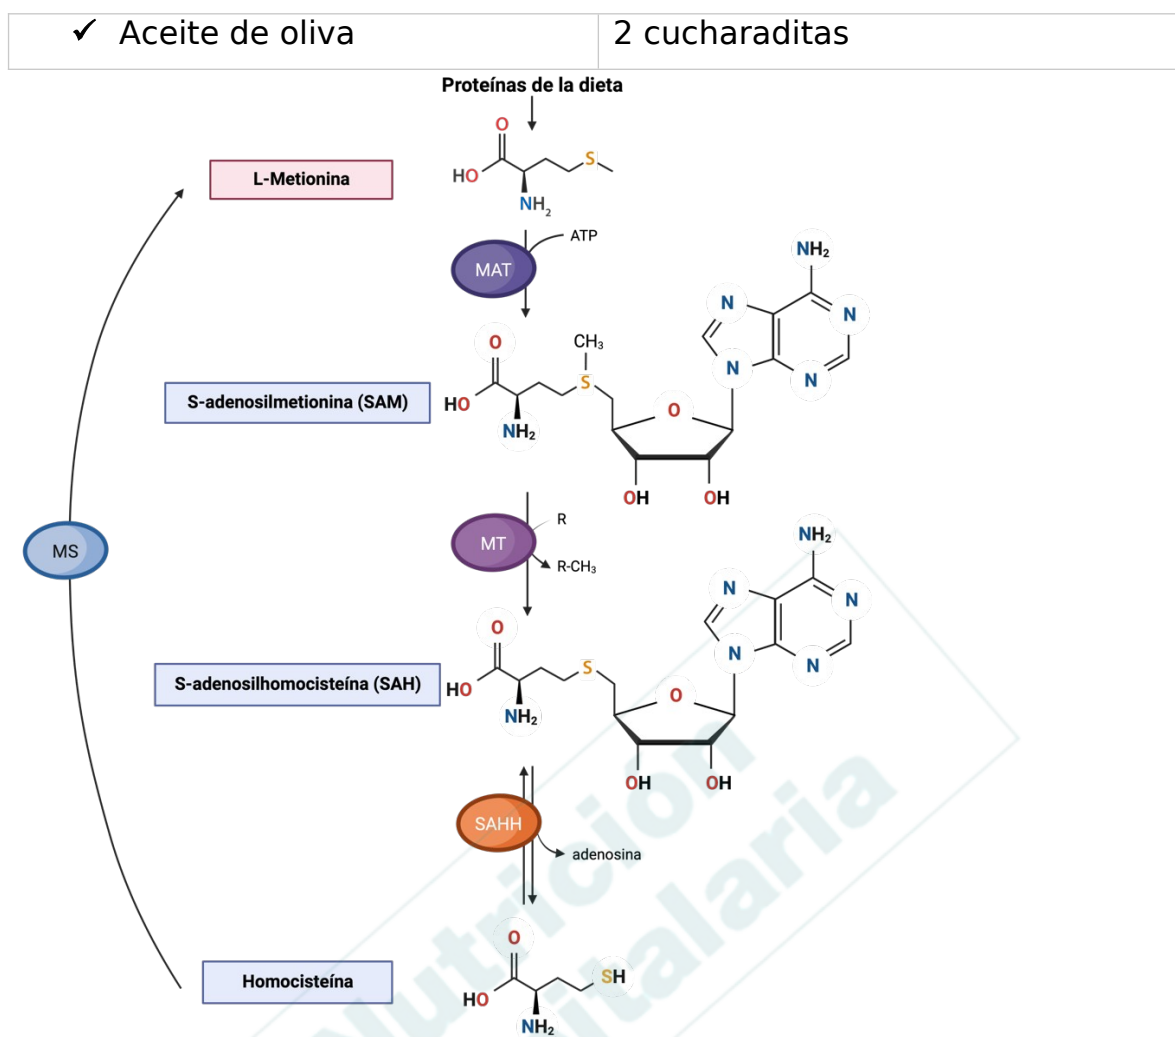 ✓ Aceite de oliva
2 cucharaditas
Proteínas de la dieta
L-Metionina
O
HO
S
NH2
MAT
ATP
S-adenosilmetionina (SAM)
O
HO
NH₂
CH₃
S
O
OH
OH
NH₂
N
N
N
N
MS
MT
R
R-CH₃
S-adenosilhomocisteína (SAH)
O
HO
NH₂
S
O
OH
OH
NH₂
N
N
N
N
SAHH
adenosina
Homocisteína
O
HO
NH₂
SH
Nutrición